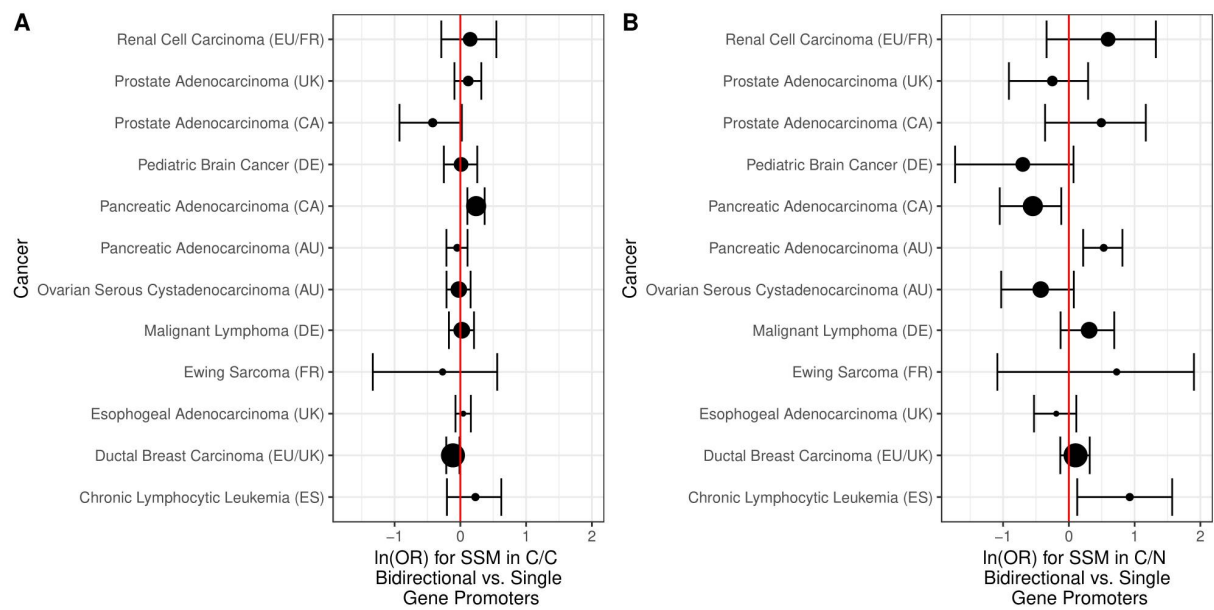 A
Cancer
Renal Cell Carcinoma (EU/FR)
Prostate Adenocarcinoma (UK)
Prostate Adenocarcinoma (CA)
Pediatric Brain Cancer (DE)
Pancreatic Adenocarcinoma (CA)
Pancreatic Adenocarcinoma (AU)
Ovarian Serous Cystadenocarcinoma (AU)
Malignant Lymphoma (DE)
Ewing Sarcoma (FR)
Esophogeal Adenocarcinoma (UK)
Ductal Breast Carcinoma (EU/UK)
Chronic Lymphocytic Leukemia (ES)
−1 0 1 2
ln(OR) for SSM in C/C
Bidirectional vs. Single
Gene Promoters
B
Cancer
Renal Cell Carcinoma (EU/FR)
Prostate Adenocarcinoma (UK)
Prostate Adenocarcinoma (CA)
Pediatric Brain Cancer (DE)
Pancreatic Adenocarcinoma (CA)
Pancreatic Adenocarcinoma (AU)
Ovarian Serous Cystadenocarcinoma (AU)
Malignant Lymphoma (DE)
Ewing Sarcoma (FR)
Esophogeal Adenocarcinoma (UK)
Ductal Breast Carcinoma (EU/UK)
Chronic Lymphocytic Leukemia (ES)
−1 0 1 2
ln(OR) for SSM in C/N
Bidirectional vs. Single
Gene Promoters